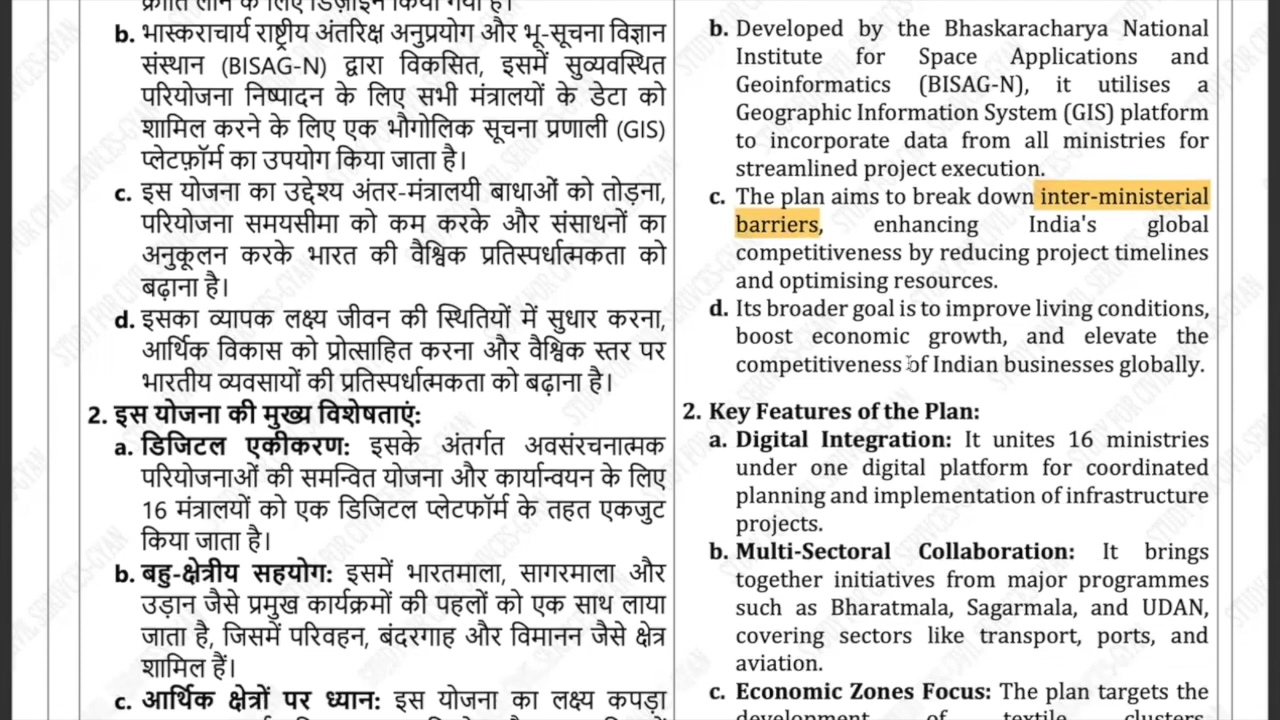 क्रांति लाने के लिए डिज़ाइन किया गया है।
b. भास्कराचार्य राष्ट्रीय अंतरिक्ष अनुप्रयोग और भू-सूचना विज्ञान
संस्थान (BISAG-N) द्वारा विकसित, इसमें सुव्यवस्थित
परियोजना निष्पादन के लिए सभी मंत्रालयों के डेटा को
शामिल करने के लिए एक भौगोलिक सूचना प्रणाली (GIS)
प्लेटफ़ॉर्म का उपयोग किया जाता है।
c. इस योजना का उद्देश्य अंतर-मंत्रालयी बाधाओं को तोड़ना,
परियोजना समयसीमा को कम करके और संसाधनों का
अनुकूलन करके भारत की वैश्विक प्रतिस्पर्धात्मकता को
बढ़ाना है।
d. इसका व्यापक लक्ष्य जीवन की स्थितियों में सुधार करना,
आर्थिक विकास को प्रोत्साहित करना और वैश्विक स्तर पर
भारतीय व्यवसायों की प्रतिस्पर्धात्मकता को बढ़ाना है।
2. इस योजना की मुख्य विशेषताएं:
a. डिजिटल एकीकरण: इसके अंतर्गत अवसंरचनात्मक
परियोजनाओं की समन्वित योजना और कार्यान्वयन के लिए
16 मंत्रालयों को एक डिजिटल प्लेटफॉर्म के तहत एकजुट
किया जाता है।
b. बहु-क्षेत्रीय सहयोग: इसमें भारतमाला, सागरमाला और
उड़ान जैसे प्रमुख कार्यक्रमों की पहलों को एक साथ लाया
जाता है, जिसमें परिवहन, बंदरगाह और विमानन जैसे क्षेत्र
शामिल हैं।
c. आर्थिक क्षेत्रों पर ध्यान: इस योजना का लक्ष्य कपड़ा
b. Developed by the Bhaskaracharya National
Institute for Space Applications and
Geoinformatics (BISAG-N), it utilises a
Geographic Information System (GIS) platform
to incorporate data from all ministries for
streamlined project execution.
c. The plan aims to break down inter-ministerial
barriers, enhancing India's global
competitiveness by reducing project timelines
and optimising resources.
d. Its broader goal is to improve living conditions,
boost economic growth, and elevate the
competitiveness of Indian businesses globally.
2. Key Features of the Plan:
a. Digital Integration: It unites 16 ministries
under one digital platform for coordinated
planning and implementation of infrastructure
projects.
b. Multi-Sectoral Collaboration: It brings
together initiatives from major programmes
such as Bharatmala, Sagarmala, and UDAN,
covering sectors like transport, ports, and
aviation.
c. Economic Zones Focus: The plan targets the
development of textile clusters,